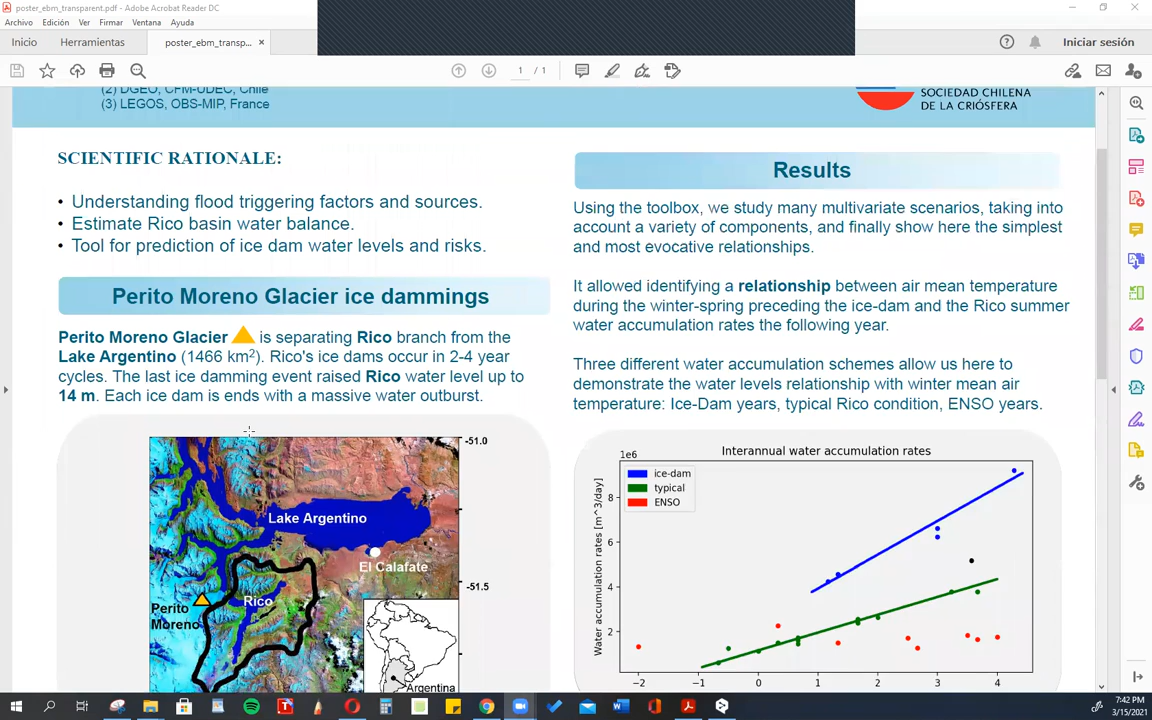 poster_ebm_transparent.pdf - Adobe Acrobat Reader DC
Archivo Edición Ver Firmar Ventana Ayuda
Inicio Herramientas poster_ebm_transp... × Iniciar sesión
1 / 1
(2) DGEO, CFM-UDEC, Chile
(3) LEGOS, OBS-MIP, France
SOCIEDAD CHILENA
DE LA CRIÓSFERA
SCIENTIFIC RATIONALE:
• Understanding flood triggering factors and sources.
• Estimate Rico basin water balance.
• Tool for prediction of ice dam water levels and risks.
Perito Moreno Glacier ice dammings
Perito Moreno Glacier is separating Rico branch from the
Lake Argentino (1466 km²). Rico's ice dams occur in 2-4 year
cycles. The last ice damming event raised Rico water level up to
14 m. Each ice dam is ends with a massive water outburst.
-51.0
Lake Argentino
El Calafate
-51.5
Rico
Perito
Moreno
Argentina
Results
Using the toolbox, we study many multivariate scenarios, taking into
account a variety of components, and finally show here the simplest
and most evocative relationships.
It allowed identifying a relationship between air mean temperature
during the winter-spring preceding the ice-dam and the Rico summer
water accumulation rates the following year.
Three different water accumulation schemes allow us here to
demonstrate the water levels relationship with winter mean air
temperature: Ice-Dam years, typical Rico condition, ENSO years.
Interannual water accumulation rates
1e6
ice-dam
typical
ENSO
Water accumulation rates [m^3/day]
8
6
4
2
-2 -1 0 1 2 3 4
7:42 PM
3/15/2021